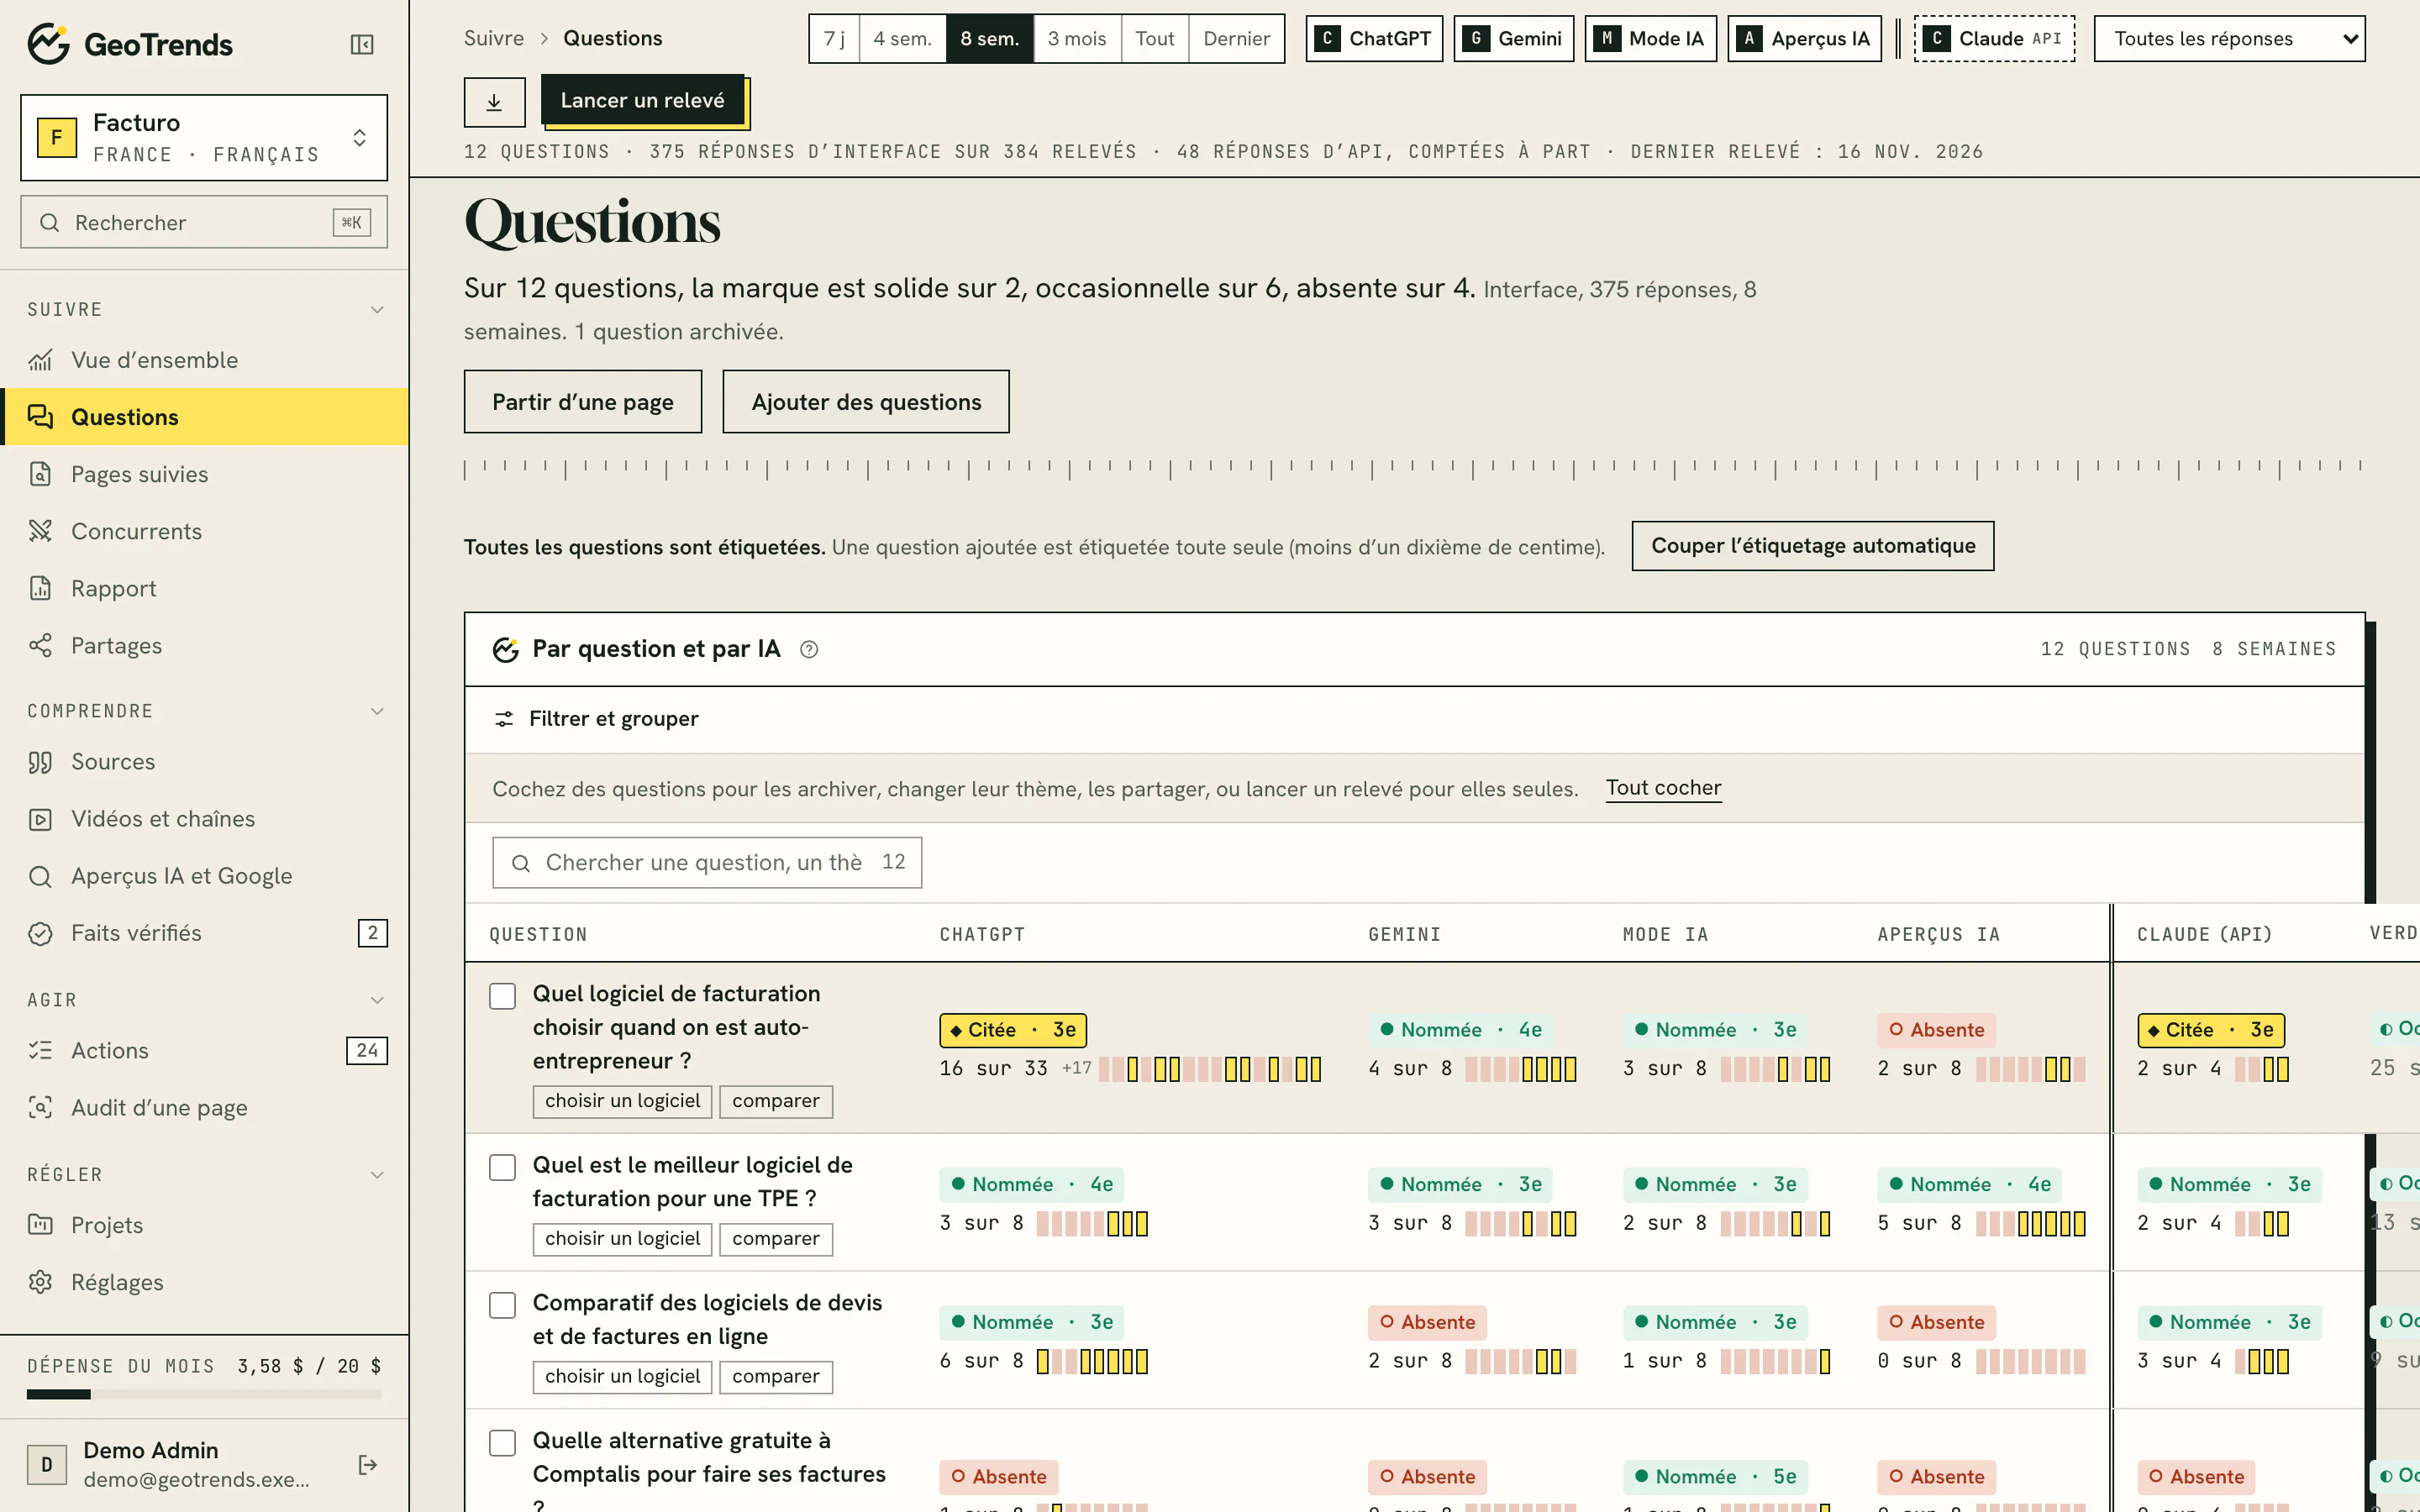 GeoTrends
F
Facturo
FRANCE · FRANÇAIS
Rechercher
⌘K
SUIVRE
Vue d’ensemble
Questions
Pages suivies
Concurrents
Rapport
Partages
COMPRENDRE
Sources
Vidéos et chaînes
Aperçus IA et Google
Faits vérifiés
2
AGIR
Actions
24
Audit d’une page
RÉGLER
Projets
Réglages
DÉPENSE DU MOIS 3,58 $ / 20 $
D
Demo Admin
demo@geotrends.exe...
Suivre > Questions
7 j 4 sem. 8 sem. 3 mois Tout Dernier
C ChatGPT G Gemini M Mode IA A Aperçus IA C Claude API
Toutes les réponses
Lancer un relevé
12 QUESTIONS · 375 RÉPONSES D’INTERFACE SUR 384 RELEVÉS · 48 RÉPONSES D’API, COMPTÉES À PART · DERNIER RELEVÉ : 16 NOV. 2026
Questions
Sur 12 questions, la marque est solide sur 2, occasionnelle sur 6, absente sur 4. Interface, 375 réponses, 8
semaines. 1 question archivée.
Partir d’une page
Ajouter des questions
Toutes les questions sont étiquetées. Une question ajoutée est étiquetée toute seule (moins d’un dixième de centime).
Couper l’étiquetage automatique
Par question et par IA ?
12 QUESTIONS 8 SEMAINES
Filtrer et grouper
Cochez des questions pour les archiver, changer leur thème, les partager, ou lancer un relevé pour elles seules. Tout cocher
Chercher une question, un thè 12
QUESTION CHATGPT GEMINI MODE IA APERÇUS IA CLAUDE (API) VERD
Quel logiciel de facturation
choisir quand on est auto-
entrepreneur ?
choisir un logiciel comparer
Citée · 3e
16 sur 33 +17
Nommée · 4e
4 sur 8
Nommée · 3e
3 sur 8
Absente
2 sur 8
Citée · 3e
2 sur 4
Oc
25 s
Quel est le meilleur logiciel de
facturation pour une TPE ?
choisir un logiciel comparer
Nommée · 4e
3 sur 8
Nommée · 3e
3 sur 8
Nommée · 3e
2 sur 8
Nommée · 4e
5 sur 8
Nommée · 3e
2 sur 4
Oc
13 s
Comparatif des logiciels de devis
et de factures en ligne
choisir un logiciel comparer
Nommée · 3e
6 sur 8
Absente
2 sur 8
Nommée · 3e
1 sur 8
Absente
0 sur 8
Nommée · 3e
3 sur 4
Oc
9 su
Quelle alternative gratuite à
Comptalis pour faire ses factures
?
Absente
Absente
Nommée · 5e
Absente
Absente
Oc